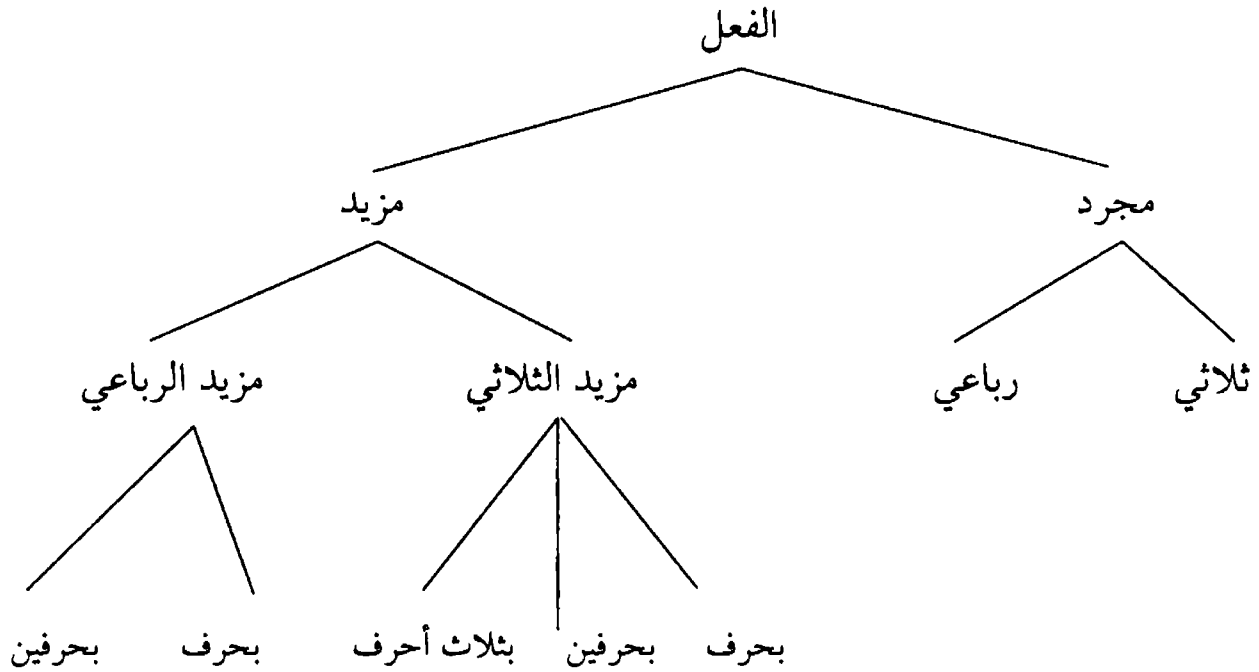 الفعل
مجرد مزيد
ثلاثي رباعي مزيد الثلاثي مزيد الرباعي
بحرف بحرفين بثلاث أحرف بحرف بحرفين